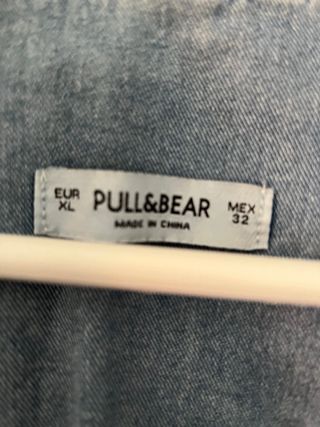 EUR
XL
PULL&BEAR
MADE IN CHINA
MEX
32